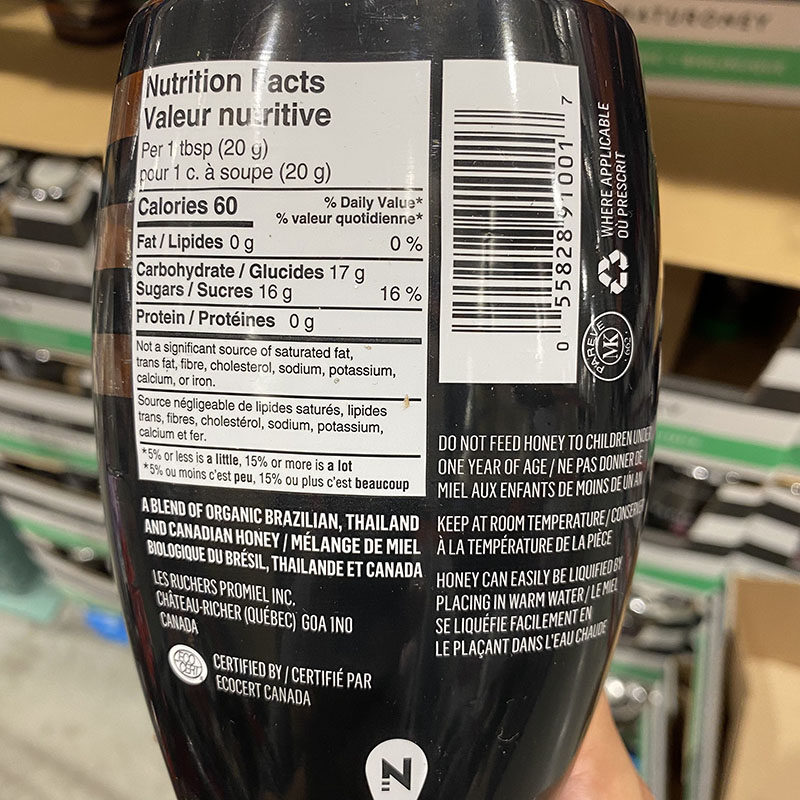 Nutrition Facts
Valeur nutritive
Per 1 tbsp (20 g)
pour 1 c. à soupe (20 g)
Calories 60
% Daily Value*
% valeur quotidienne*
Fat / Lipides 0 g 0 %
Carbohydrate / Glucides 17 g
Sugars / Sucres 16 g 16 %
Protein / Protéines 0 g
Not a significant source of saturated fat,
trans fat, fibre, cholesterol, sodium, potassium,
calcium, or iron.
Source négligeable de lipides saturés, lipides
trans, fibres, cholestérol, sodium, potassium,
calcium et fer.
*5% or less is a little, 15% or more is a lot
*5% ou moins c'est peu, 15% ou plus c'est beaucoup
A BLEND OF ORGANIC BRAZILIAN, THAILAND
AND CANADIAN HONEY / MÉLANGE DE MIEL
BIOLOGIQUE DU BRÉSIL, THAILANDE ET CANADA
LES RUCHERS PROMIEL INC.
CHÂTEAU-RICHER (QUÉBEC) G0A 1N0
CANADA
ECO
CERT
CERTIFIED BY / CERTIFIÉ PAR
ECOCERT CANADA
N
0 55828 91001 7
WHERE APPLICABLE
OÙ PRESCRIT
PAREVE
MK
DO NOT FEED HONEY TO CHILDREN UNDER
ONE YEAR OF AGE / NE PAS DONNER DE
MIEL AUX ENFANTS DE MOINS DE UN AN
KEEP AT ROOM TEMPERATURE / CONSERVER
À LA TEMPÉRATURE DE LA PIÈCE
HONEY CAN EASILY BE LIQUIFIED BY
PLACING IN WARM WATER / LE MIEL
SE LIQUÉFIE FACILEMENT EN
LE PLAÇANT DANS L'EAU CHAUDE